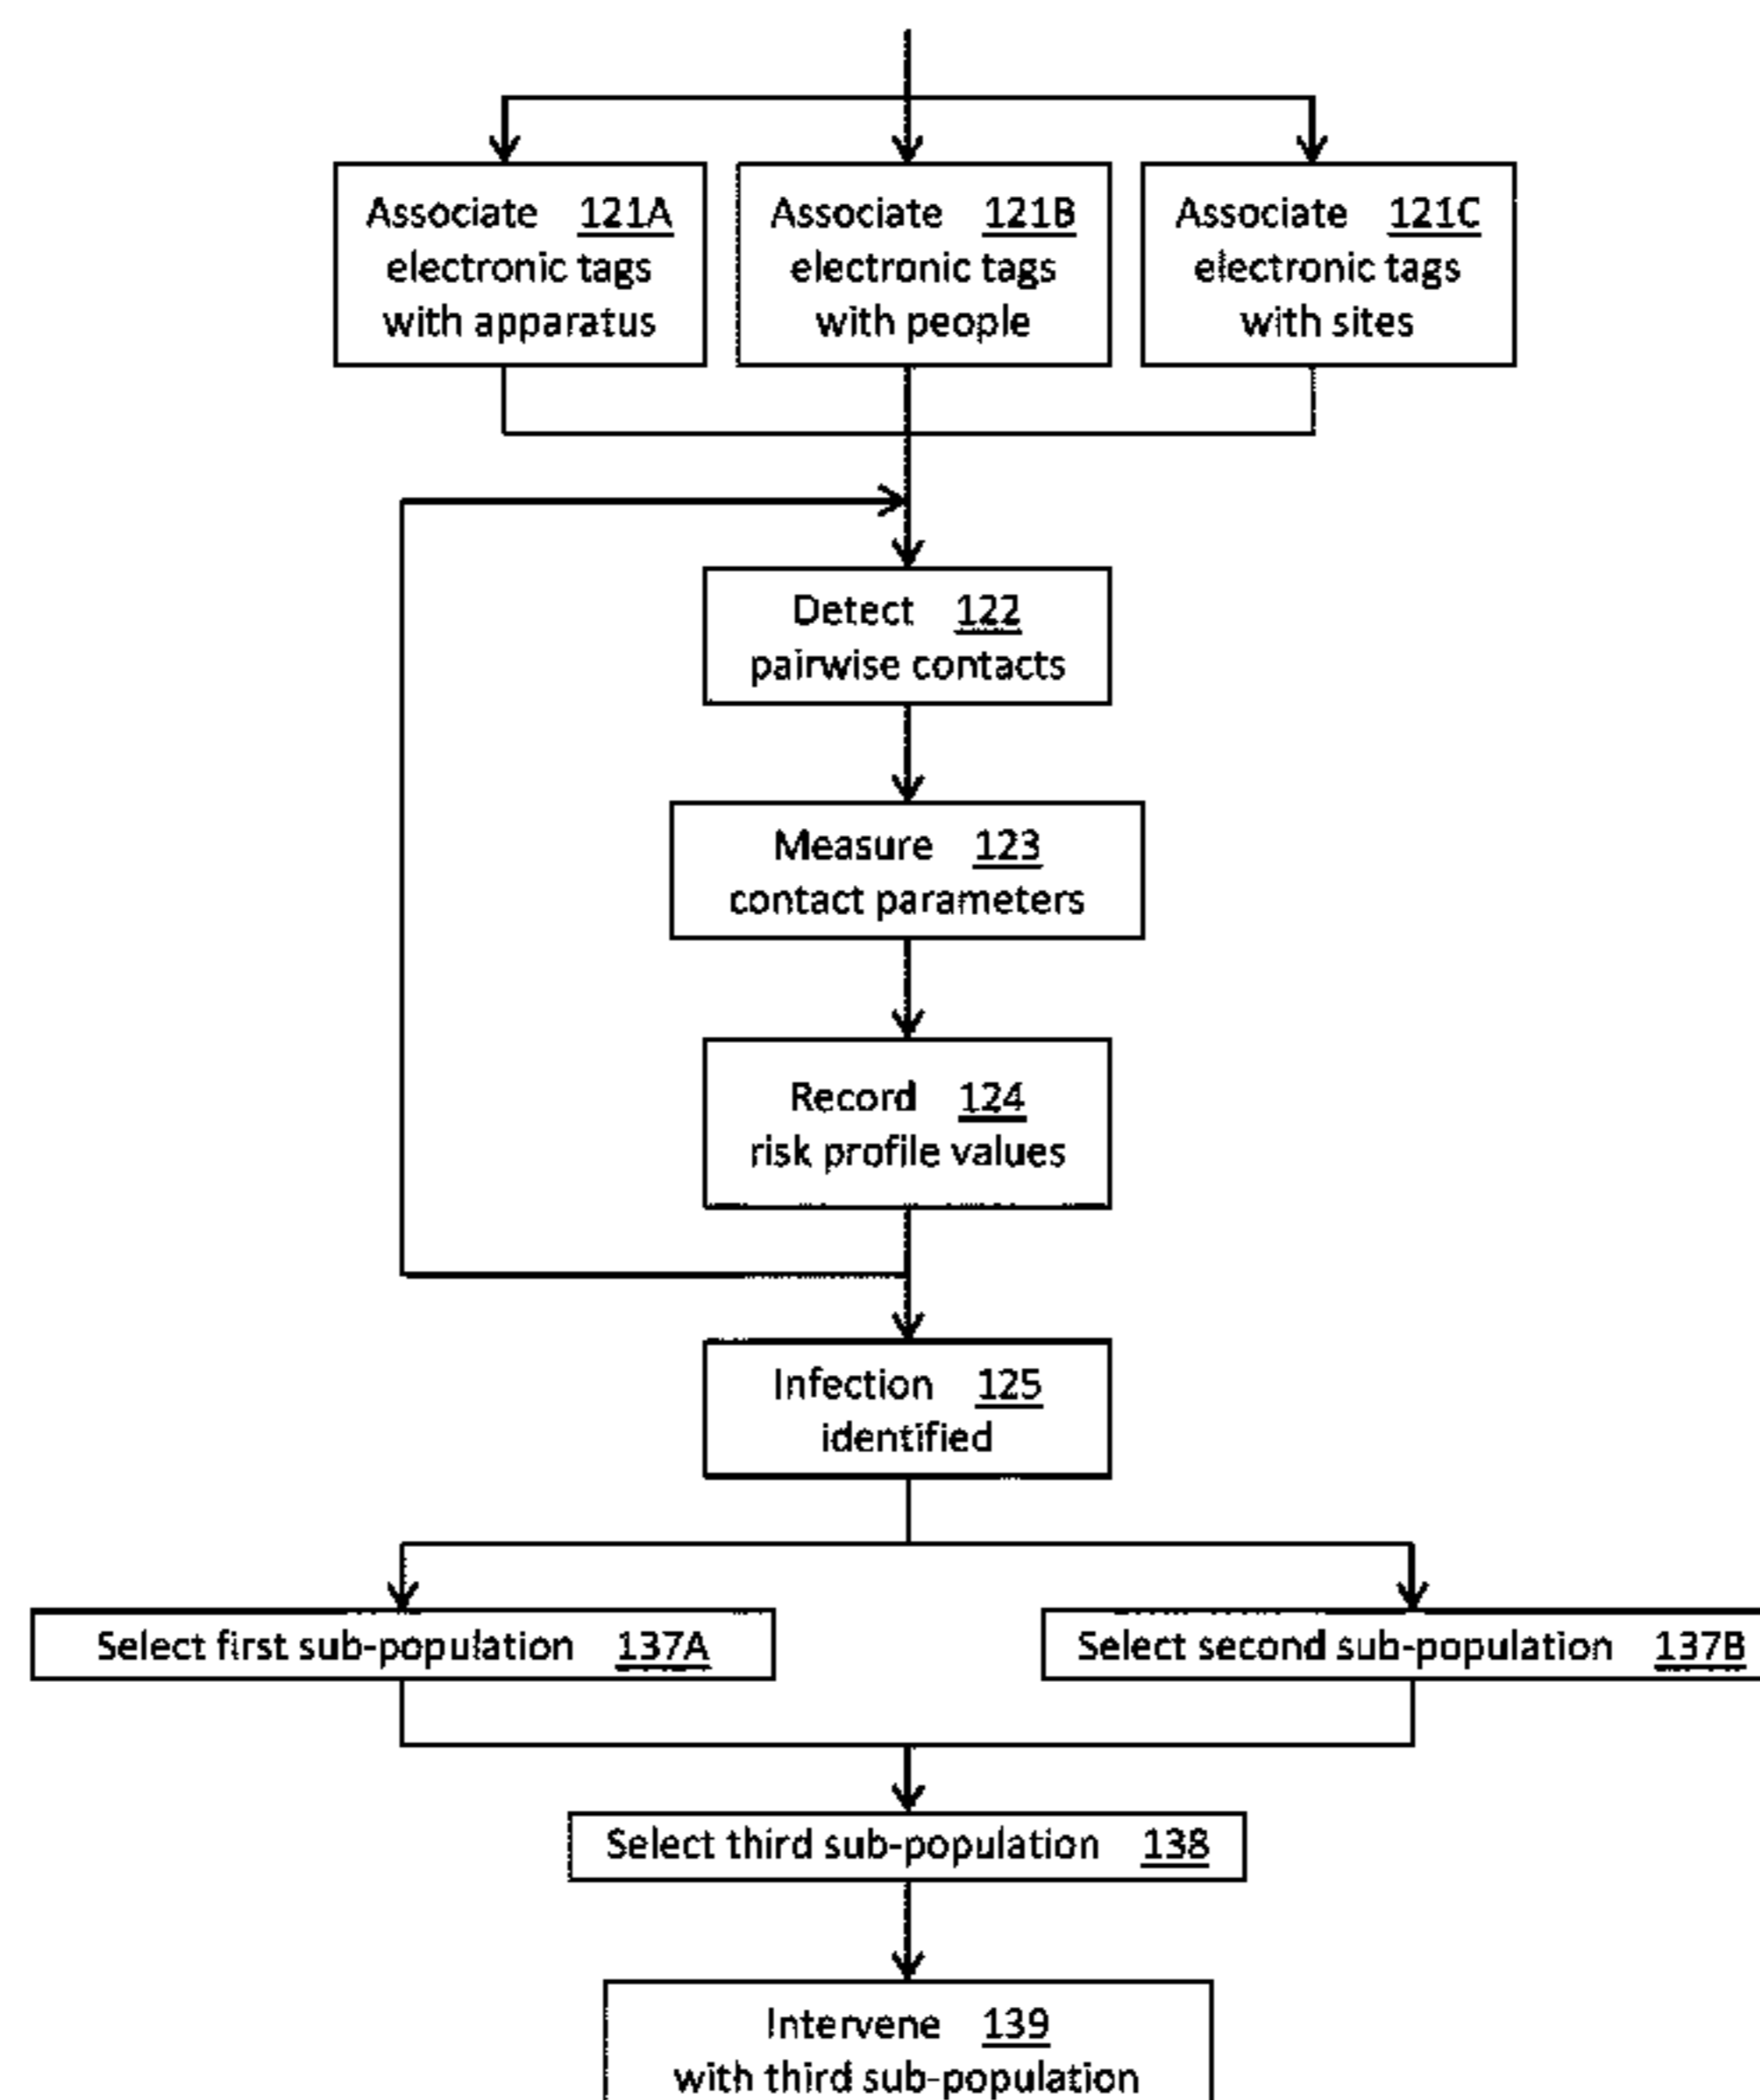 Associate 121A
electronic tags
with apparatus
Associate 121B
electronic tags
with people
Associate 121C
electronic tags
with sites
Detect 122
pairwise contacts
Measure 123
contact parameters
Record 124
risk profile values
Infection 125
identified
Select first sub-population 137A
Select second sub-population 137B
Select third sub-population 138
Intervene 139
with third sub-population